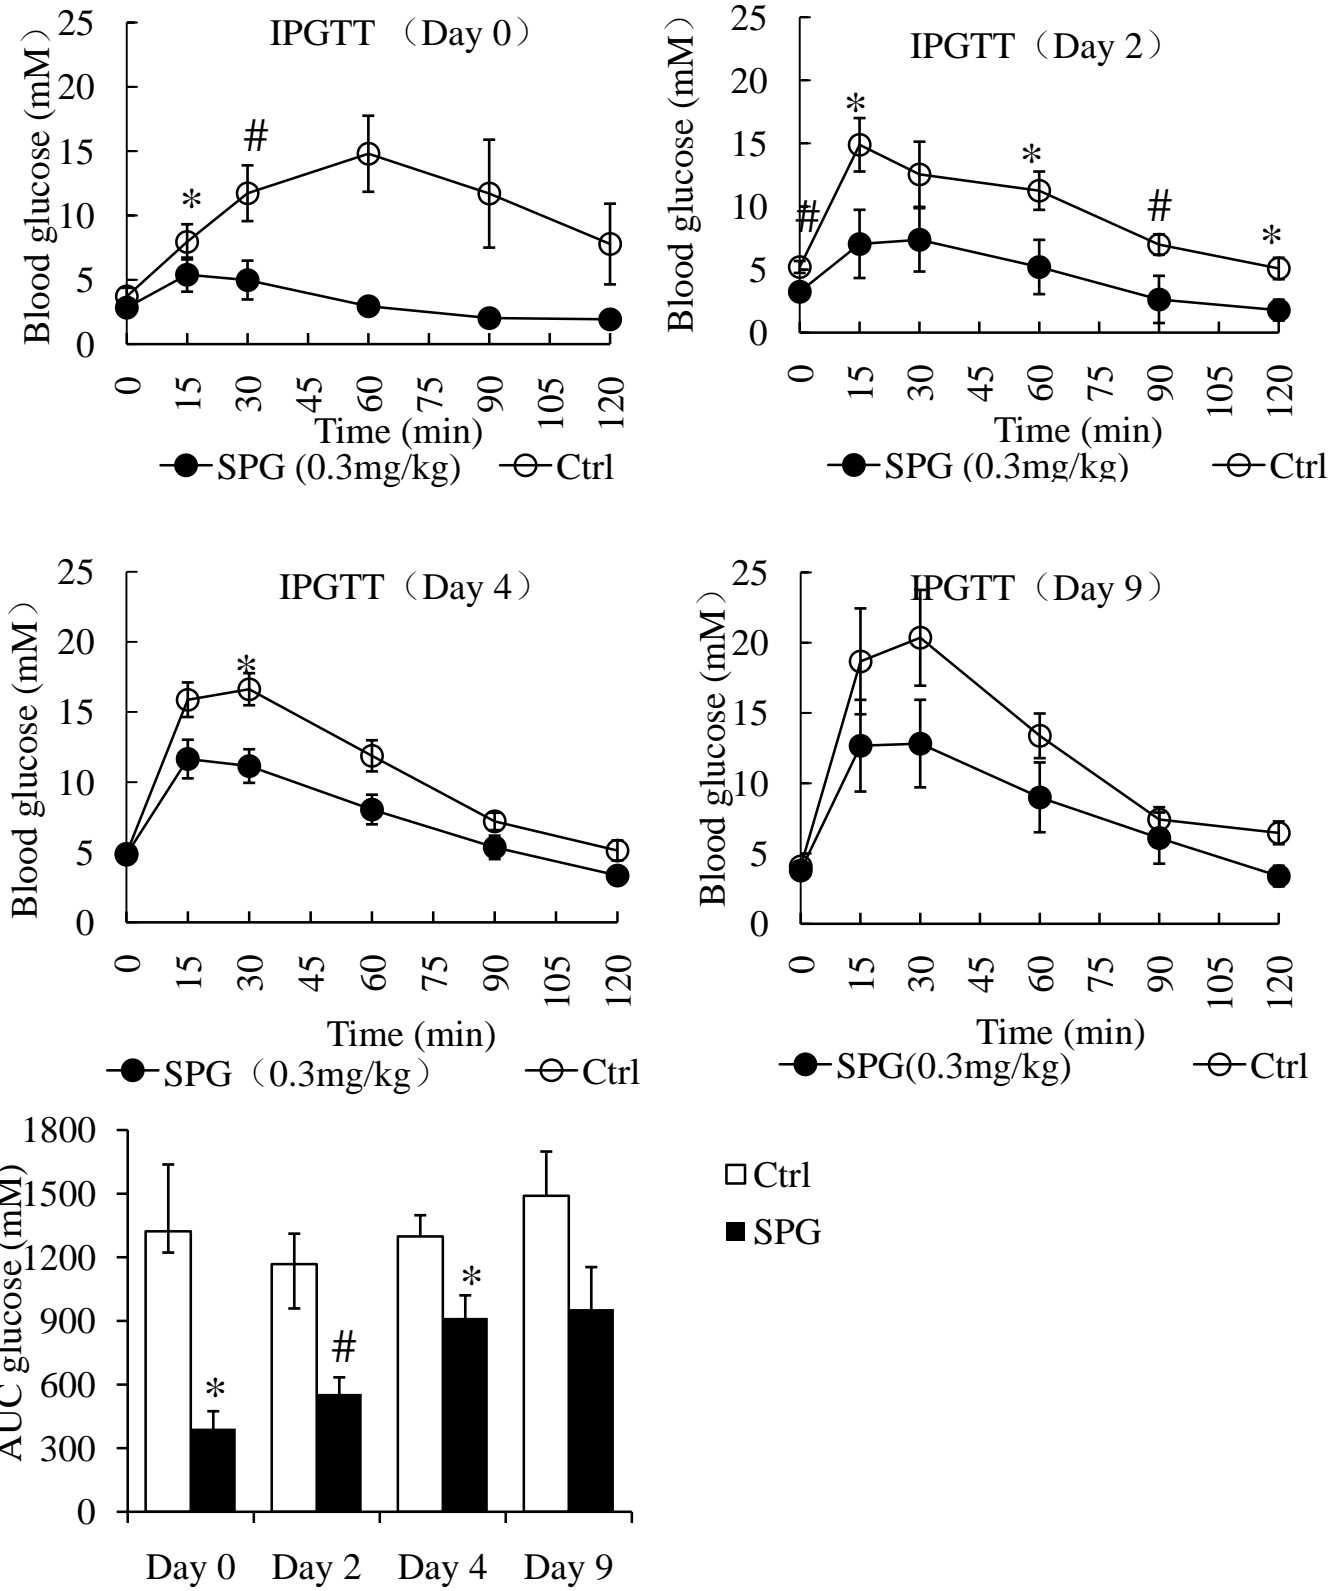 IPGTT （Day 0）
Blood glucose (mM）
25
20
15
10
5
0
*
#
0 15 30 45 60 75 90 105 120
Time (min)
SPG (0.3mg/kg) Ctrl
IPGTT（Day 2）
Blood glucose (mM）
25
20
15
10
5
0
#
*
*
#
*
0 15 30 45 60 75 90 105 120
Time (min)
SPG (0.3mg/kg) Ctrl
IPGTT（Day 4）
Blood glucose (mM）
25
20
15
10
5
0
*
0 15 30 45 60 75 90 105 120
Time (min)
SPG（0.3mg/kg） Ctrl
IPGTT（Day 9）
Blood glucose (mM）
25
20
15
10
5
0
0 15 30 45 60 75 90 105 120
Time (min)
SPG(0.3mg/kg) Ctrl
AUC glucose (mM)
1800
1500
1200
900
600
300
0
*
#
*
Day 0 Day 2 Day 4 Day 9
Ctrl
SPG